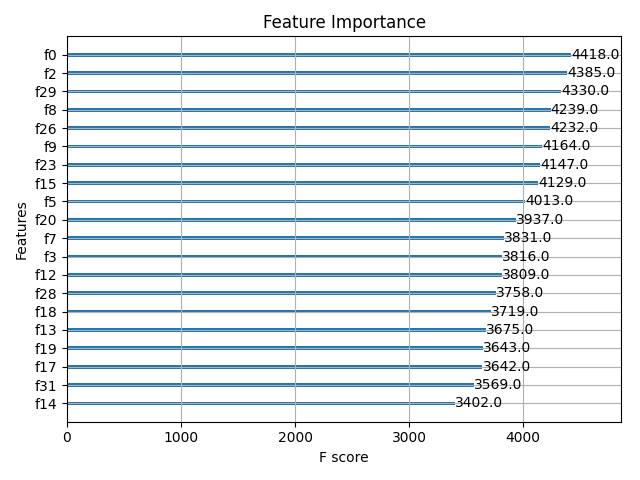 Feature Importance
f0 4418.0
f2 4385.0
f29 4330.0
f8 4239.0
f26 4232.0
f9 4164.0
f23 4147.0
f15 4129.0
f5 4013.0
f20 3937.0
f7 3831.0
f3 3816.0
f12 3809.0
f28 3758.0
f18 3719.0
f13 3675.0
f19 3643.0
f17 3642.0
f31 3569.0
f14 3402.0
Features
0 1000 2000 3000 4000
F score